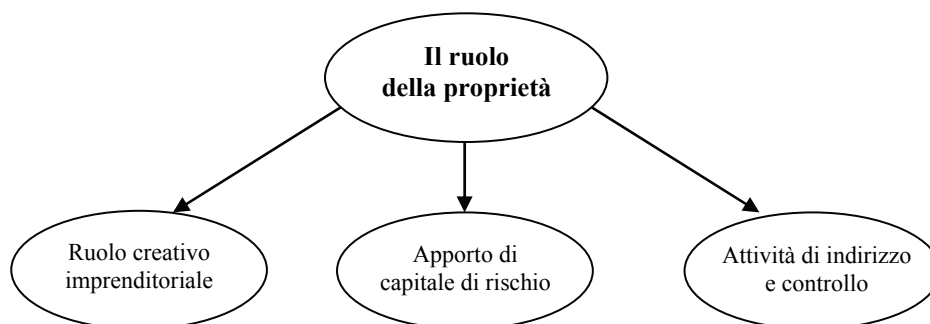 Il ruolo
della proprietà
Ruolo creativo
imprenditoriale
Apporto di
capitale di rischio
Attività di indirizzo
e controllo